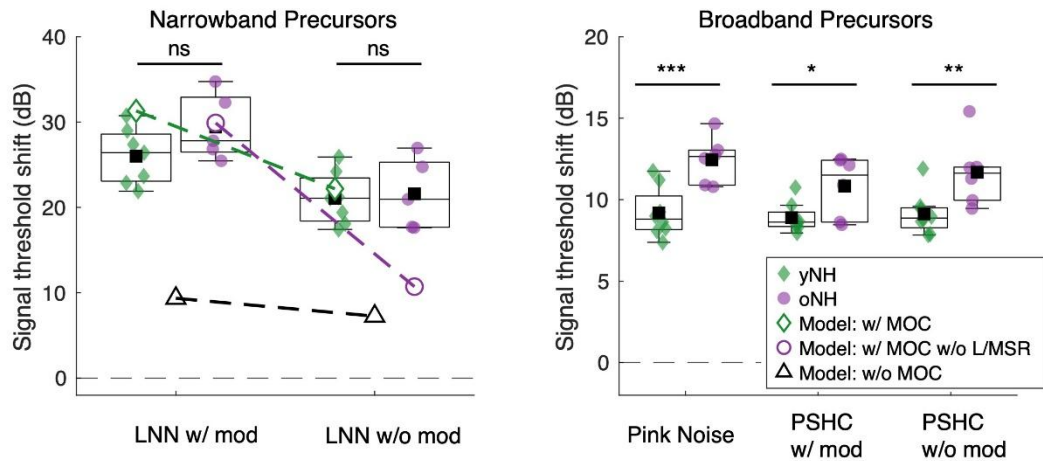 Narrowband Precursors
Signal threshold shift (dB)
40
30
20
10
0
ns
ns
LNN w/ mod
LNN w/o mod
Broadband Precursors
Signal threshold shift (dB)
20
15
10
5
0
***
*
**
yNH
oNH
Model: w/ MOC
Model: w/ MOC w/o L/MSR
Model: w/o MOC
Pink Noise
PSHC
w/ mod
PSHC
w/o mod